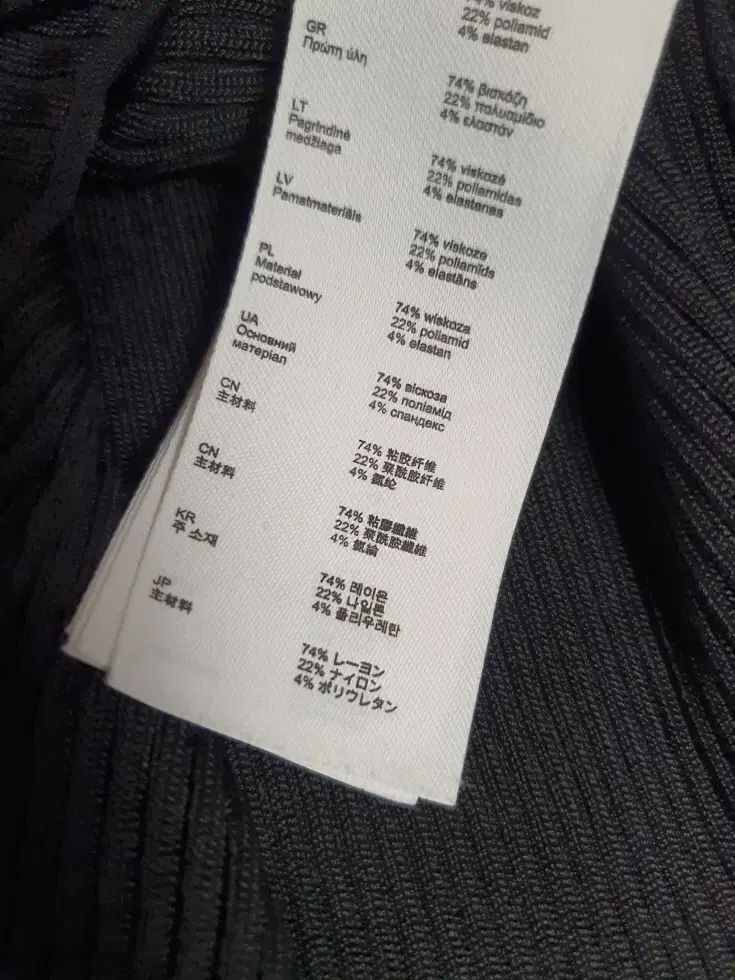 74% viskoz
22% poliamid
4% elastan
GR
Πρώτη ύλη
74% βισκόζη
22% πολυαμίδιο
4% ελαστάν
LT
Pagrindinė
medžiaga
74% viskozė
22% poliamidas
4% elastanas
LV
Pamatmateriāls
74% viskoze
22% poliamīds
4% elastāns
PL
Materiał
podstawowy
74% wiskoza
22% poliamid
4% elastan
UA
Основний
матеріал
74% віскоза
22% поліамід
4% спандекс
CN
主材料
74% 粘胶纤维
22% 聚酰胺纤维
4% 氨纶
CN
主材料
74% 粘膠纖維
22% 聚酰胺纖維
4% 氨綸
KR
주 소재
74% 레이온
22% 나일론
4% 폴리우레탄
JP
主材料
74% レーヨン
22% ナイロン
4% ポリウレタン